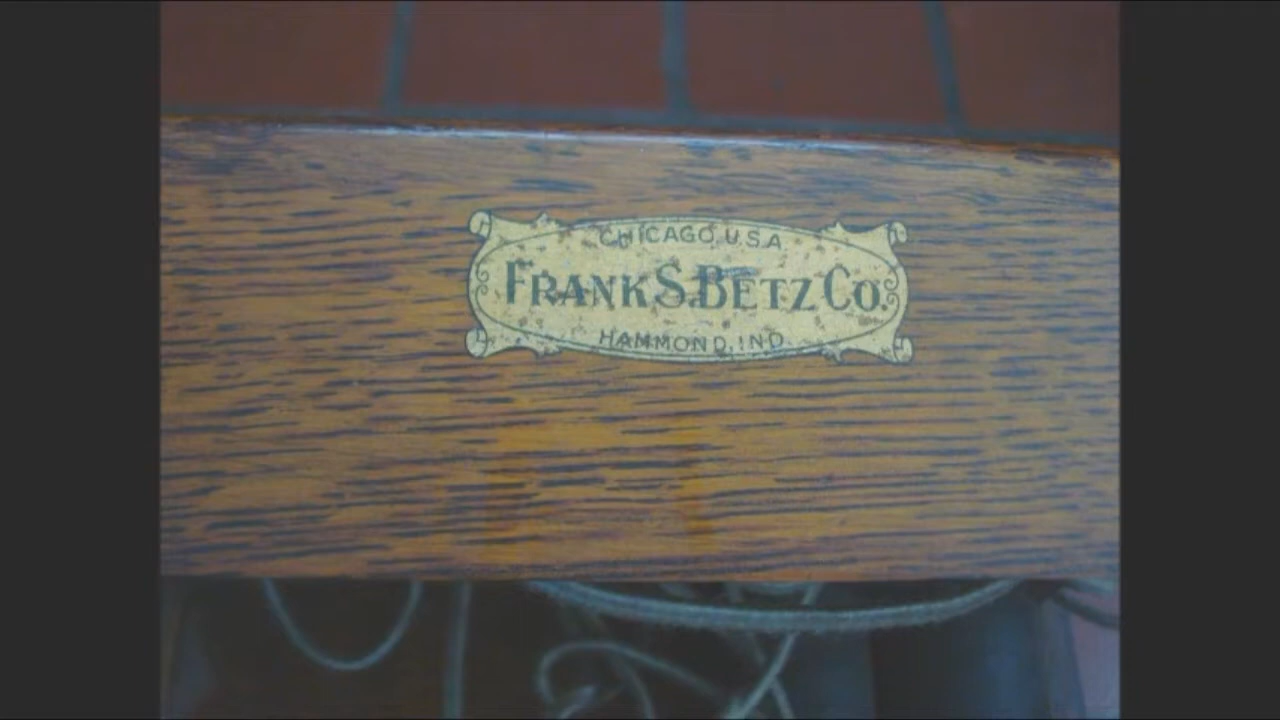 CHICAGO, U.S.A.
FRANK S. BETZ CO.
HAMMOND, IND